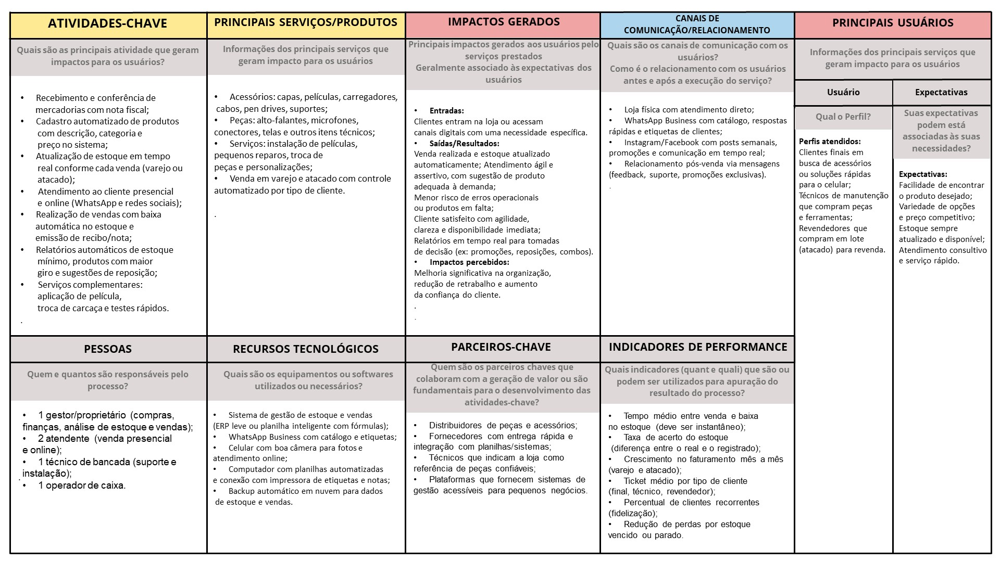 ATIVIDADES-CHAVE
Quais são as principais atividade que geram
impactos para os usuários?
• Recebimento e conferência de
mercadorias com nota fiscal;
• Cadastro automatizado de produtos
com descrição, categoria e
preço no sistema;
• Atualização de estoque em tempo
real conforme cada venda (varejo ou
atacado);
• Atendimento ao cliente presencial
e online (WhatsApp e redes sociais);
• Realização de vendas com baixa
automática no estoque e
emissão de recibo/nota;
• Relatórios automáticos de estoque
mínimo, produtos com maior
giro e sugestões de reposição;
• Serviços complementares:
aplicação de película,
troca de carcaça e testes rápidos.
.
PRINCIPAIS SERVIÇOS/PRODUTOS
Informações dos principais serviços que
geram impacto para os usuários
• Acessórios: capas, películas, carregadores,
cabos, pen drives, suportes;
• Peças: alto-falantes, microfones,
conectores, telas e outros itens técnicos;
• Serviços: instalação de películas,
pequenos reparos, troca de
peças e personalizações;
• Venda em varejo e atacado com controle
automatizado por tipo de cliente.
.
IMPACTOS GERADOS
Principais impactos gerados aos usuários pelo
serviços prestados
Geralmente associado às expectativas dos
usuários
• Entradas:
Clientes entram na loja ou acessam
canais digitais com uma necessidade específica.
• Saídas/Resultados:
Venda realizada e estoque atualizado
automaticamente; Atendimento ágil e
assertivo, com sugestão de produto
adequada à demanda;
Menor risco de erros operacionais
ou produtos em falta;
Cliente satisfeito com agilidade,
clareza e disponibilidade imediata;
Relatórios em tempo real para tomadas
de decisão (ex: promoções, reposições, combos).
• Impactos percebidos:
Melhoria significativa na organização,
redução de retrabalho e aumento
da confiança do cliente.
.
.
CANAIS DE
COMUNICAÇÃO/RELACIONAMENTO
Quais são os canais de comunicação com os
usuários?
Como é o relacionamento com os usuários
antes e após a execução do serviço?
• Loja física com atendimento direto;
• WhatsApp Business com catálogo, respostas
rápidas e etiquetas de clientes;
• Instagram/Facebook com posts semanais,
promoções e comunicação em tempo real;
• Relacionamento pós-venda via mensagens
(feedback, suporte, promoções exclusivas).
.
PRINCIPAIS USUÁRIOS
Informações dos principais serviços que
geram impacto para os usuários
Usuário
Qual o Perfil?
Perfis atendidos:
Clientes finais em
busca de acessórios
ou soluções rápidas
para o celular;
Técnicos de manutenção
que compram peças
e ferramentas;
Revendedores que
compram em lote
(atacado) para revenda.
Expectativas
Suas expectativas
podem está
associadas às suas
necessidades?
Expectativas:
Facilidade de encontrar
o produto desejado;
Variedade de opções
e preço competitivo;
Estoque sempre
atualizado e disponível;
Atendimento consultivo
e serviço rápido.
PESSOAS
Quem e quantos são responsáveis pelo
processo?
• 1 gestor/proprietário (compras,
finanças, análise de estoque e vendas);
• 2 atendente (venda presencial
e online);
• 1 técnico de bancada (suporte e
instalação);
.
• 1 operador de caixa.
RECURSOS TECNOLÓGICOS
Quais são os equipamentos ou softwares
utilizados ou necessários?
• Sistema de gestão de estoque e vendas
(ERP leve ou planilha inteligente com fórmulas);
• WhatsApp Business com catálogo e etiquetas;
• Celular com boa câmera para fotos e
atendimento online;
• Computador com planilhas automatizadas
e conexão com impressora de etiquetas e notas;
• Backup automático em nuvem para dados
de estoque e vendas.
PARCEIROS-CHAVE
Quem são os parceiros chaves que
colaboram com a geração de valor ou são
fundamentais para o desenvolvimento das
atividades-chave?
• Distribuidores de peças e acessórios;
• Fornecedores com entrega rápida e
integração com planilhas/sistemas;
• Técnicos que indicam a loja como
referência de peças confiáveis;
• Plataformas que fornecem sistemas de
gestão acessíveis para pequenos negócios.
INDICADORES DE PERFORMANCE
Quais indicadores (quant e quali) que são ou
podem ser utilizados para apuração do
resultado do processo?
• Tempo médio entre venda e baixa
no estoque (deve ser instantâneo);
• Taxa de acerto do estoque
(diferença entre o real e o registrado);
• Crescimento no faturamento mês a mês
(varejo e atacado);
• Ticket médio por tipo de cliente
(final, técnico, revendedor);
• Percentual de clientes recorrentes
(fidelização);
• Redução de perdas por estoque
vencido ou parado.